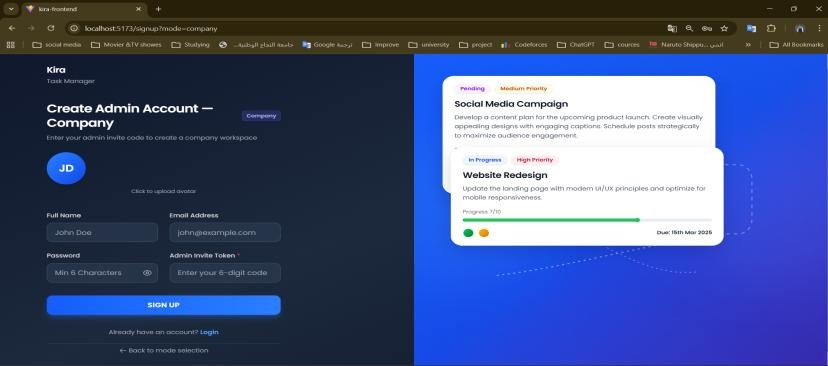 kira-frontend
localhost:5173/signup?mode=company
social media
Movier &TV showes
Studying
جامعة النجاح الوطنية...
Google ترجمة
Improve
university
project
Codeforces
ChatGPT
cources
Naruto Shippu... انمي
All Bookmarks
Kira
Task Manager
Create Admin Account —
Company
Company
Enter your admin invite code to create a company workspace
JD
Click to upload avatar
Full Name
Email Address
John Doe
john@example.com
Password
Admin Invite Token *
Min 6 Characters
Enter your 6-digit code
SIGN UP
Already have an account? Login
← Back to mode selection
Pending
Medium Priority
Social Media Campaign
Develop a content plan for the upcoming product launch. Create visually
appealing designs with engaging captions. Schedule posts strategically
to maximize audience engagement.
In Progress
High Priority
Website Redesign
Update the landing page with modern UI/UX principles and optimize for
mobile responsiveness.
Progress 7/10
Due: 15th Mar 2025